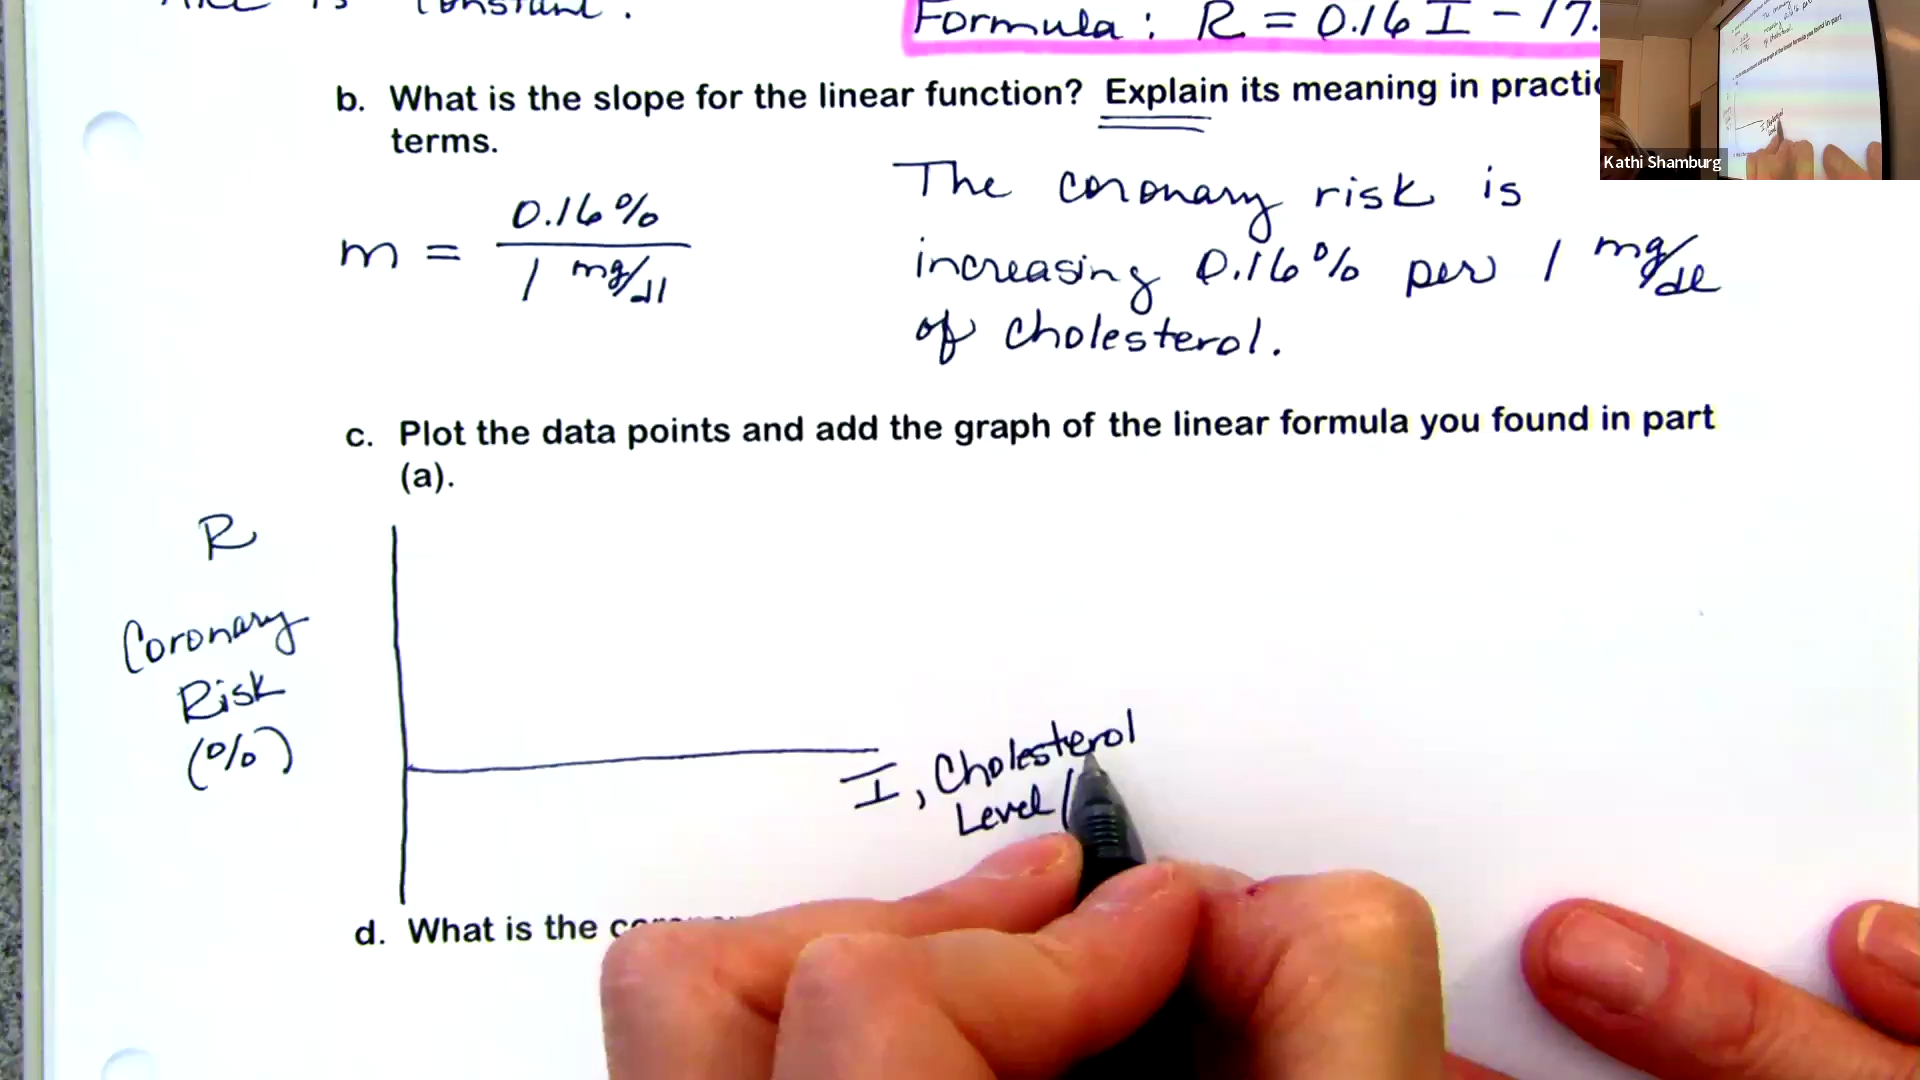 is constant.
Formula: R = 0.16 I - 17.
b. What is the slope for the linear function? Explain its meaning in practic
terms.
m = 0.16% / 1 mg/dl
The coronary risk is
increasing 0.16% per 1 mg/dl
of cholesterol.
c. Plot the data points and add the graph of the linear formula you found in part
(a).
R
Coronary
Risk
(%)
I, Cholesterol
Level (
d. What is the
Kathi Shamburg